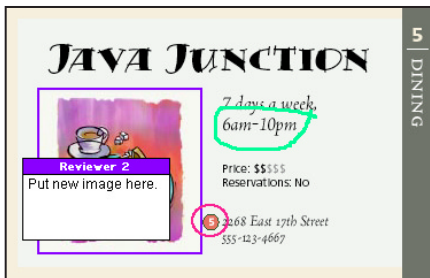 JAVA JUNCTION
7 days a week,
6am-10pm
Price: $$$$$
Reservations: No
Reviewer 2
Put new image here.
5
2268 East 17th Street
555-123-4667
5
DINING